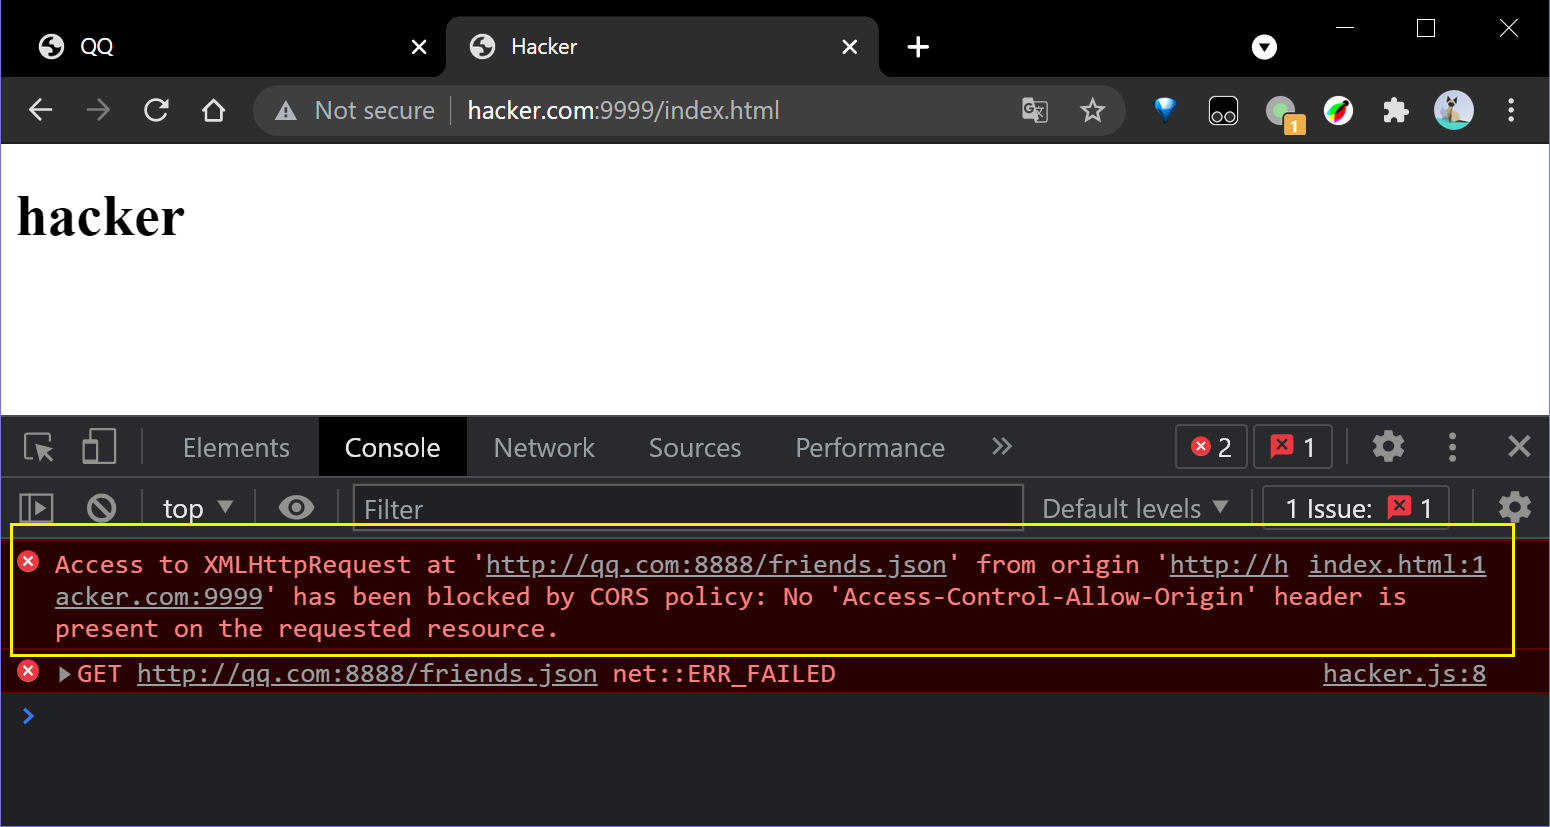 QQ
Hacker
Not secure hacker.com:9999/index.html
1
hacker
Elements Console Network Sources Performance 2 1
top Filter Default levels 1 Issue: 1
Access to XMLHttpRequest at 'http://qq.com:8888/friends.json' from origin 'http://h index.html:1
acker.com:9999' has been blocked by CORS policy: No 'Access-Control-Allow-Origin' header is
present on the requested resource.
GET http://qq.com:8888/friends.json net::ERR_FAILED hacker.js:8